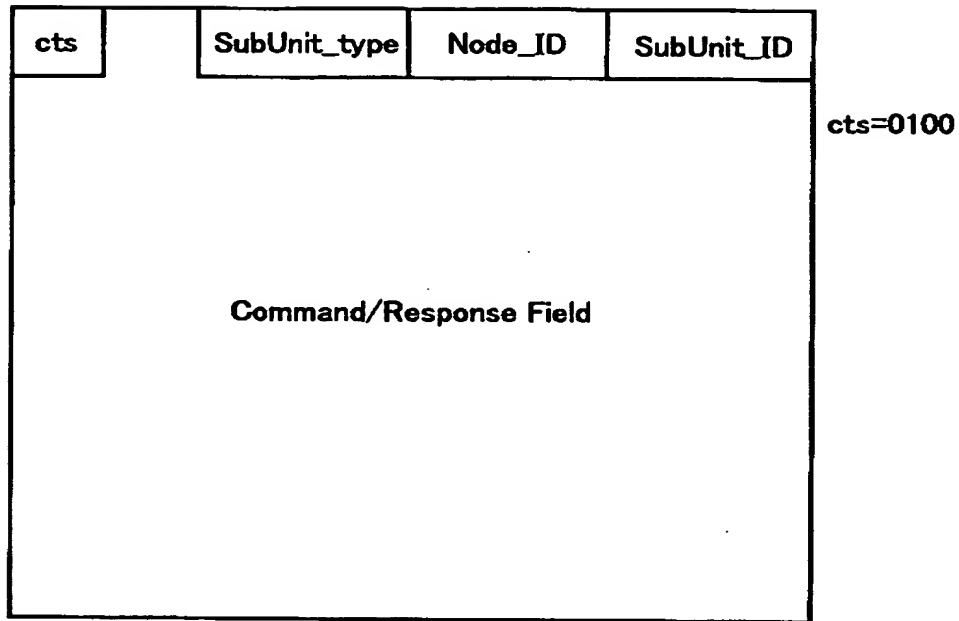 cts SubUnit_type Node_ID SubUnit_ID
cts=0100
Command/Response Field